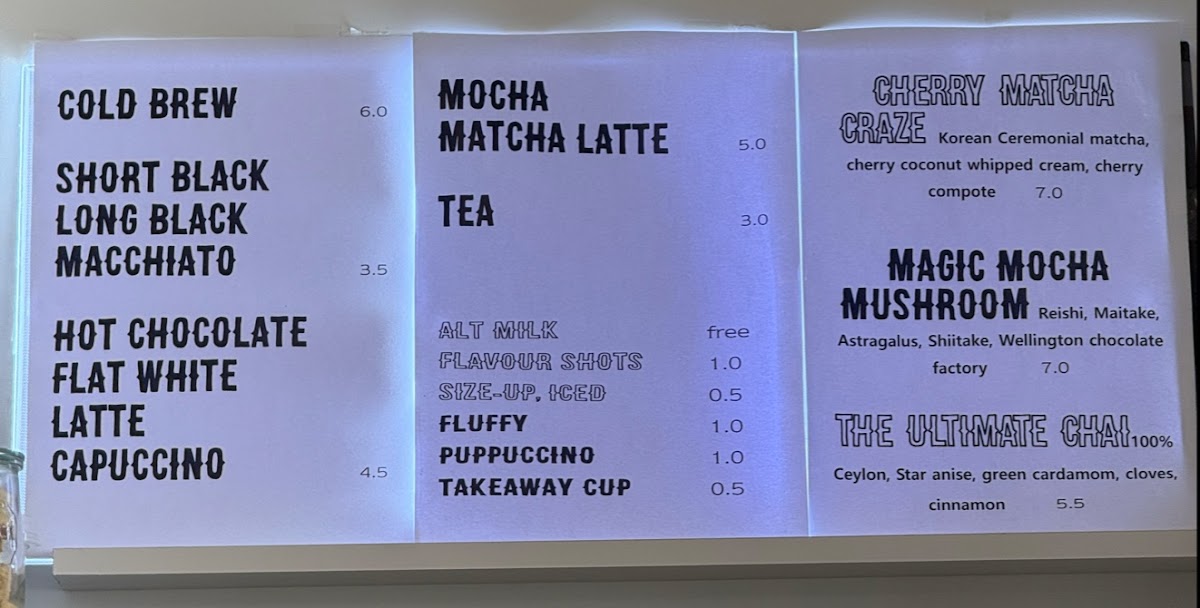 COLD BREW 6.0
SHORT BLACK
LONG BLACK
MACCHIATO 3.5
HOT CHOCOLATE
FLAT WHITE
LATTE
CAPUCCINO 4.5
MOCHA
MATCHA LATTE 5.0
TEA 3.0
ALT MILK free
FLAVOUR SHOTS 1.0
SIZE-UP, ICED 0.5
FLUFFY 1.0
PUPPUCCINO 1.0
TAKEAWAY CUP 0.5
CHERRY MATCHA
CRAZE Korean Ceremonial matcha,
cherry coconut whipped cream, cherry
compote 7.0
MAGIC MOCHA
MUSHROOM Reishi, Maitake,
Astragalus, Shiitake, Wellington chocolate
factory 7.0
THE ULTIMATE CHAI 100%
Ceylon, Star anise, green cardamom, cloves,
cinnamon 5.5